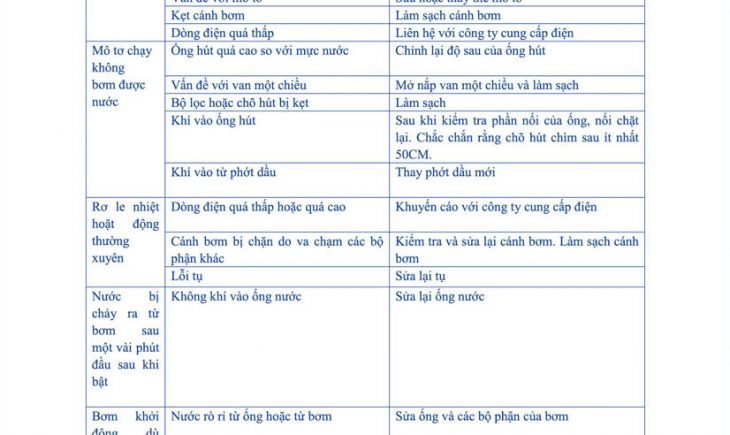 Kẹt cánh bơm
Làm sạch cánh bơm
Dòng điện quá thấp
Liên hệ với công ty cung cấp điện
Mô tơ chạy
không
bơm được
nước
Ống hút quá cao so với mực nước
Chỉnh lại độ sau của ống hút
Vấn đề với van một chiều
Mở nắp van một chiều và làm sạch
Bộ lọc hoặc chõ hút bị kẹt
Làm sạch
Khí vào ống hút
Sau khi kiểm tra phần nối của ống, nối chặt
lại. Chắc chắn rằng chõ hút chìm sau ít nhất
50CM.
Khí vào từ phớt dầu
Thay phớt dầu mới
Rơ le nhiệt
hoặt động
thường
xuyên
Dòng điện quá thấp hoặc quá cao
Khuyến cáo với công ty cung cấp điện
Cánh bơm bị chặn do va chạm các bộ
phận khác
Kiểm tra và sửa lại cánh bơm. Làm sạch cánh
bơm
Lỗi tụ
Sửa lại tụ
Nước bị
chảy ra từ
bơm sau
một vài phút
đầu sau khi
bật
Không khí vào ống nước
Sửa lại ống nước
Bơm khởi
động dù
Nước rò rỉ từ ống hoặc từ bơm
Sửa ống và các bộ phận của bơm